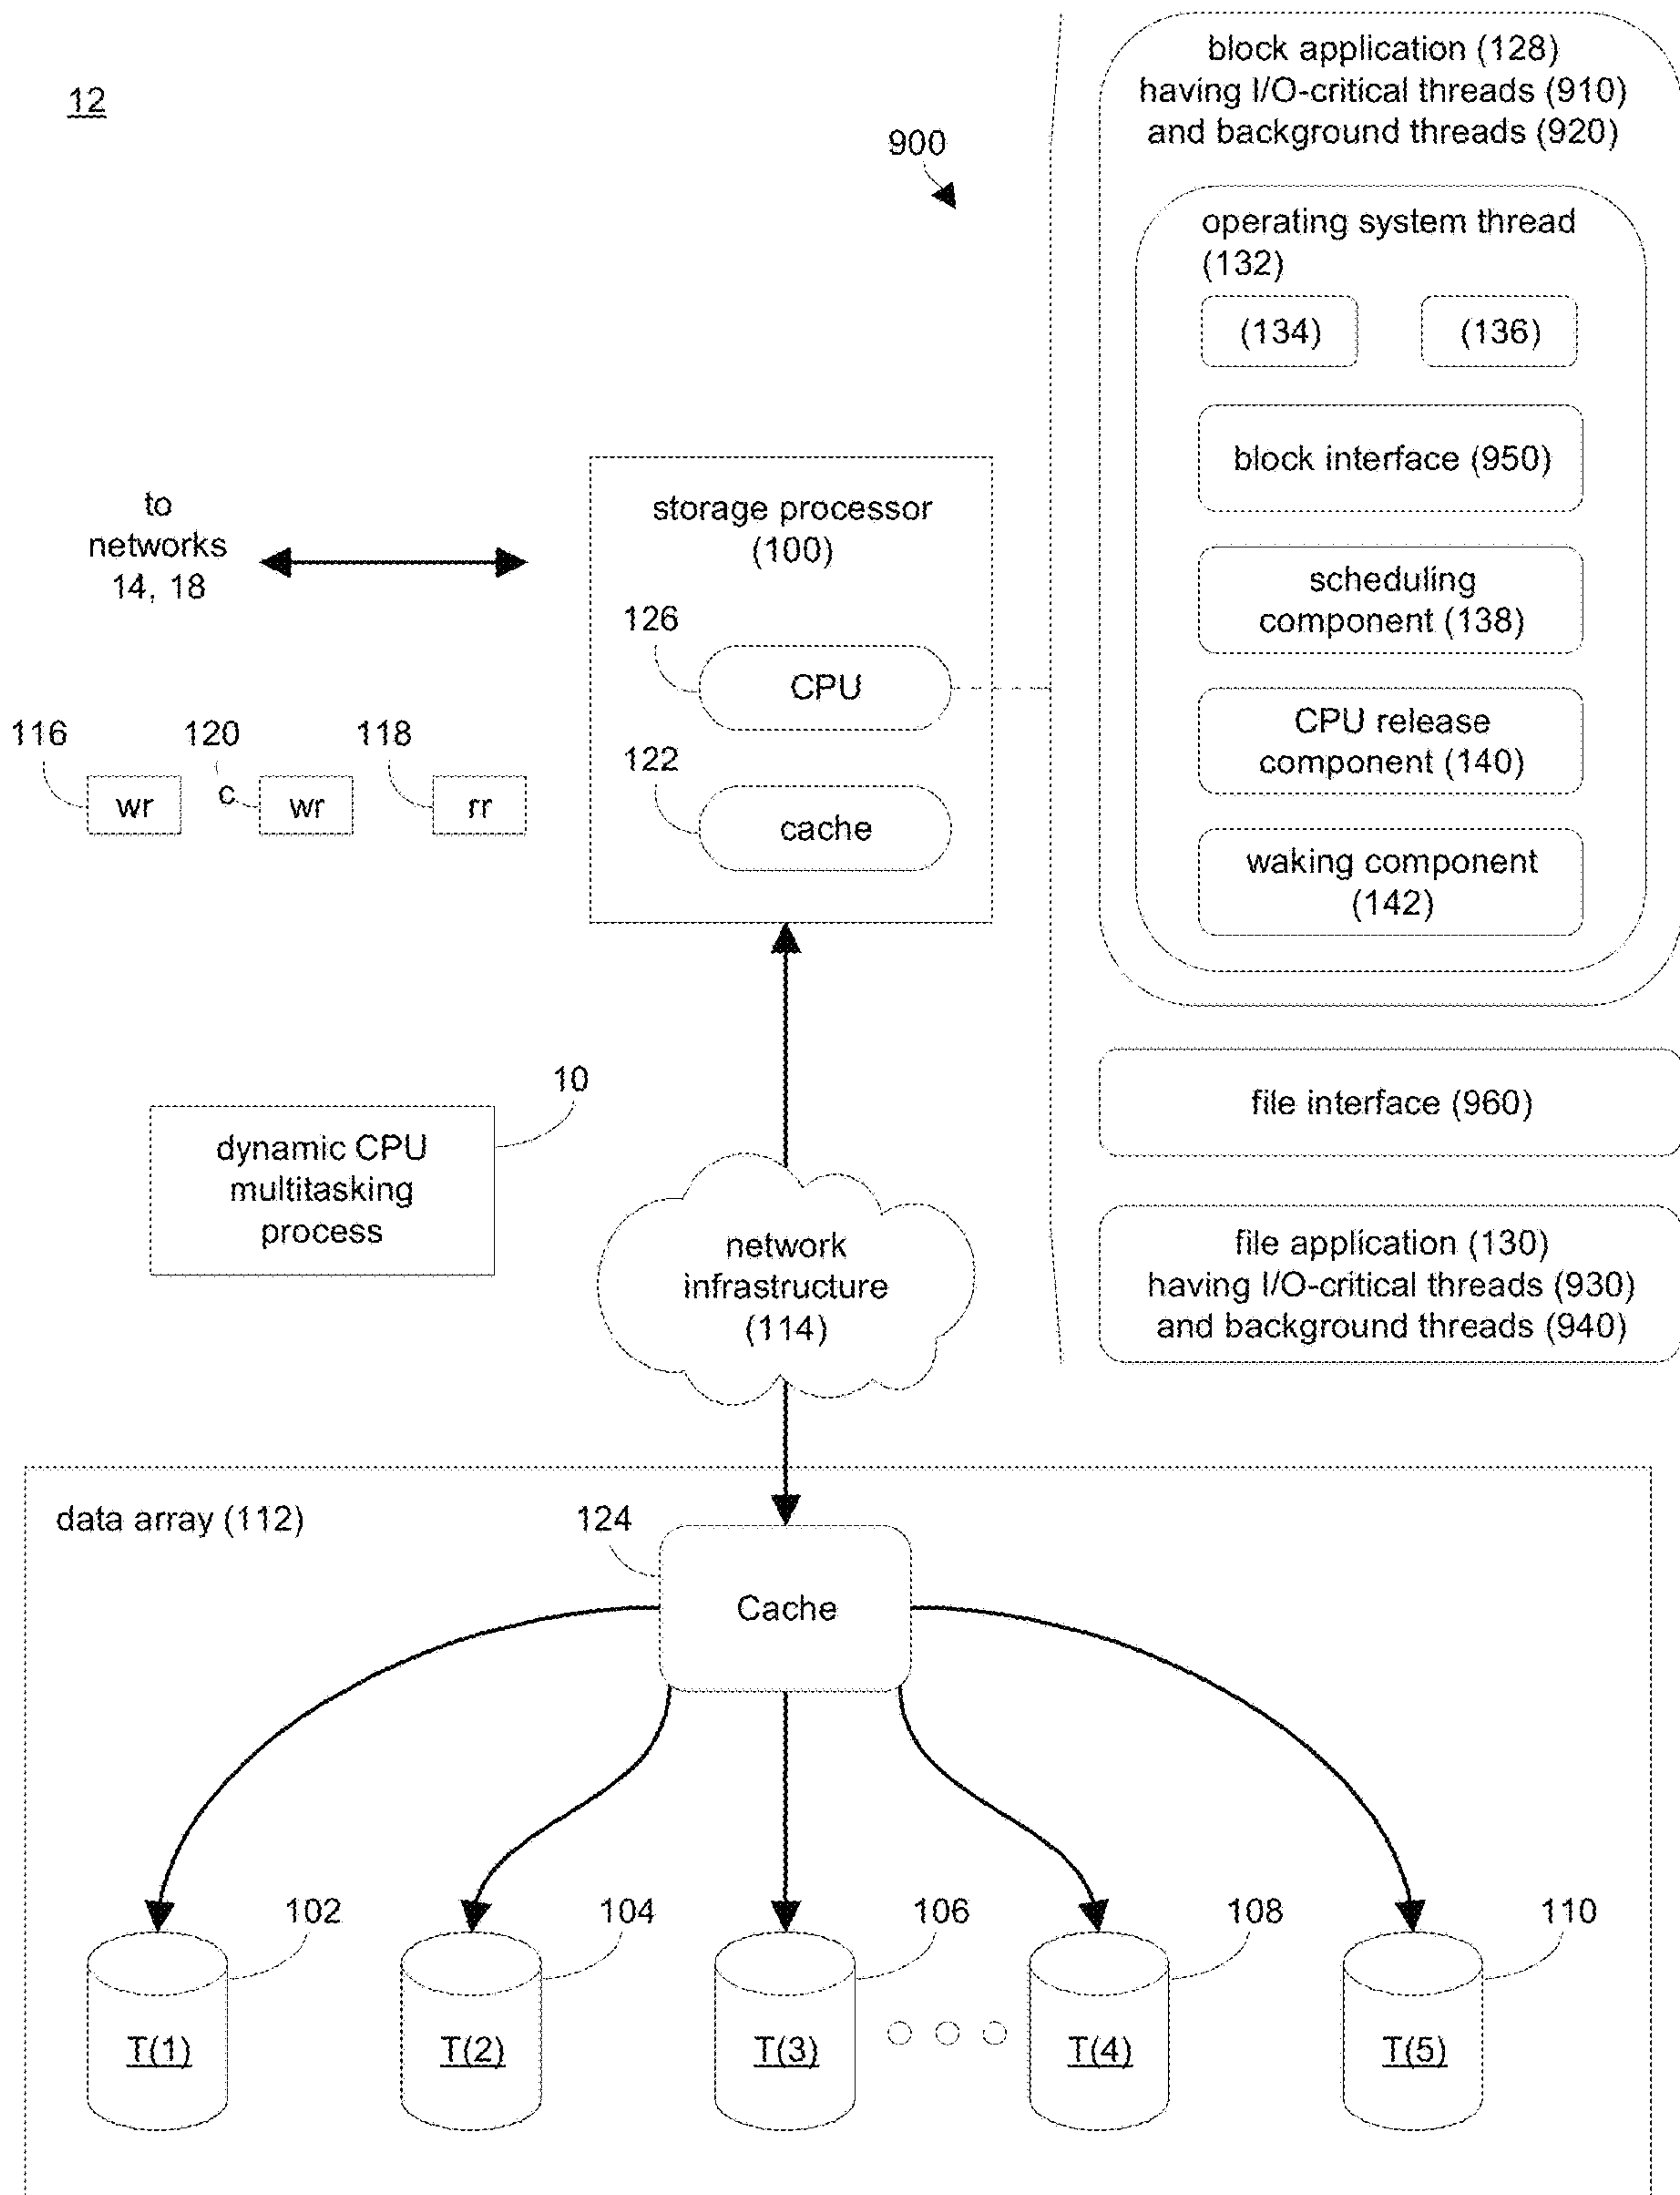 12
900
block application (128)
having I/O-critical threads (910)
and background threads (920)
operating system thread
(132)
(134)
(136)
block interface (950)
scheduling
component (138)
CPU release
component (140)
waking component
(142)
file interface (960)
file application (130)
having I/O-critical threads (930)
and background threads (940)
to
networks
14, 18
storage processor
(100)
126
CPU
122
cache
116
wr
120
c
wr
118
rr
10
dynamic CPU
multitasking
process
network
infrastructure
(114)
data array (112)
124
Cache
102
104
106
108
110
T(1)
T(2)
T(3)
T(4)
T(5)